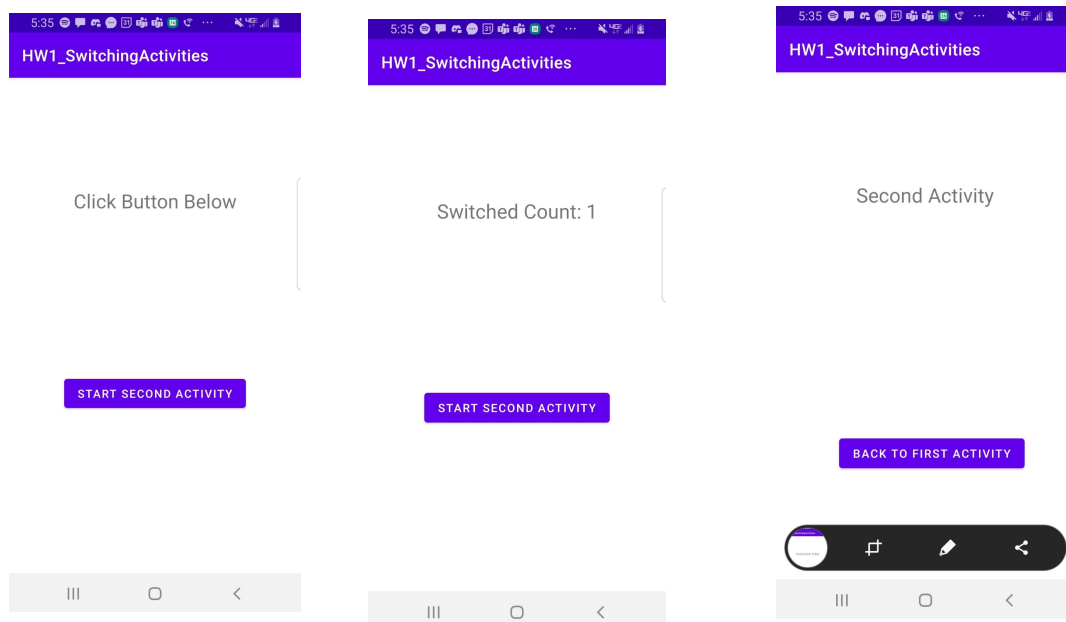 5:35
HW1_SwitchingActivities
Click Button Below
START SECOND ACTIVITY
5:35
HW1_SwitchingActivities
Switched Count: 1
START SECOND ACTIVITY
5:35
HW1_SwitchingActivities
Second Activity
BACK TO FIRST ACTIVITY